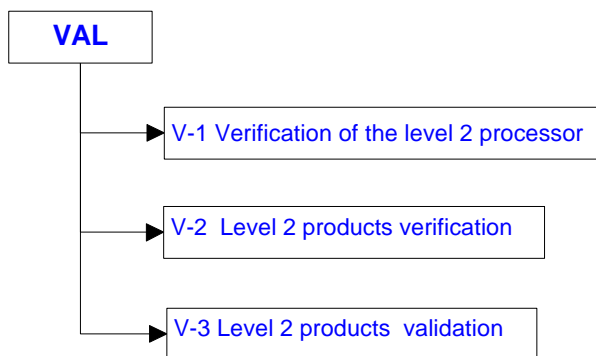 VAL
V-1 Verification of the level 2 processor
V-2 Level 2 products verification
V-3 Level 2 products validation